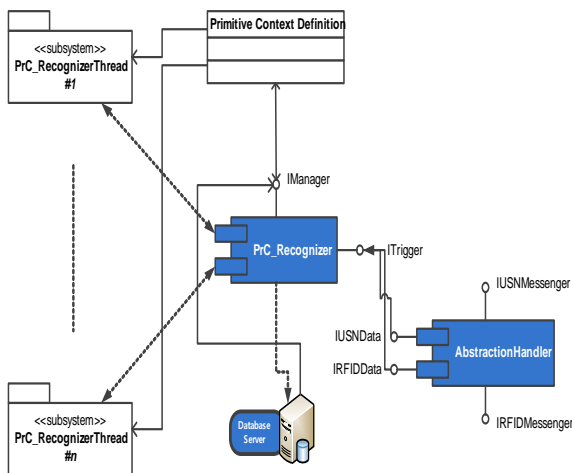 <<subsystem>>
PrC_RecognizerThread
#1
Primitive Context Definition
IManager
PrC_Recognizer
ITrigger
IUSNMessenger
IUSNData
IRFIDData
AbstractionHandler
IRFIDMessenger
Database
Server
<<subsystem>>
PrC_RecognizerThread
#n